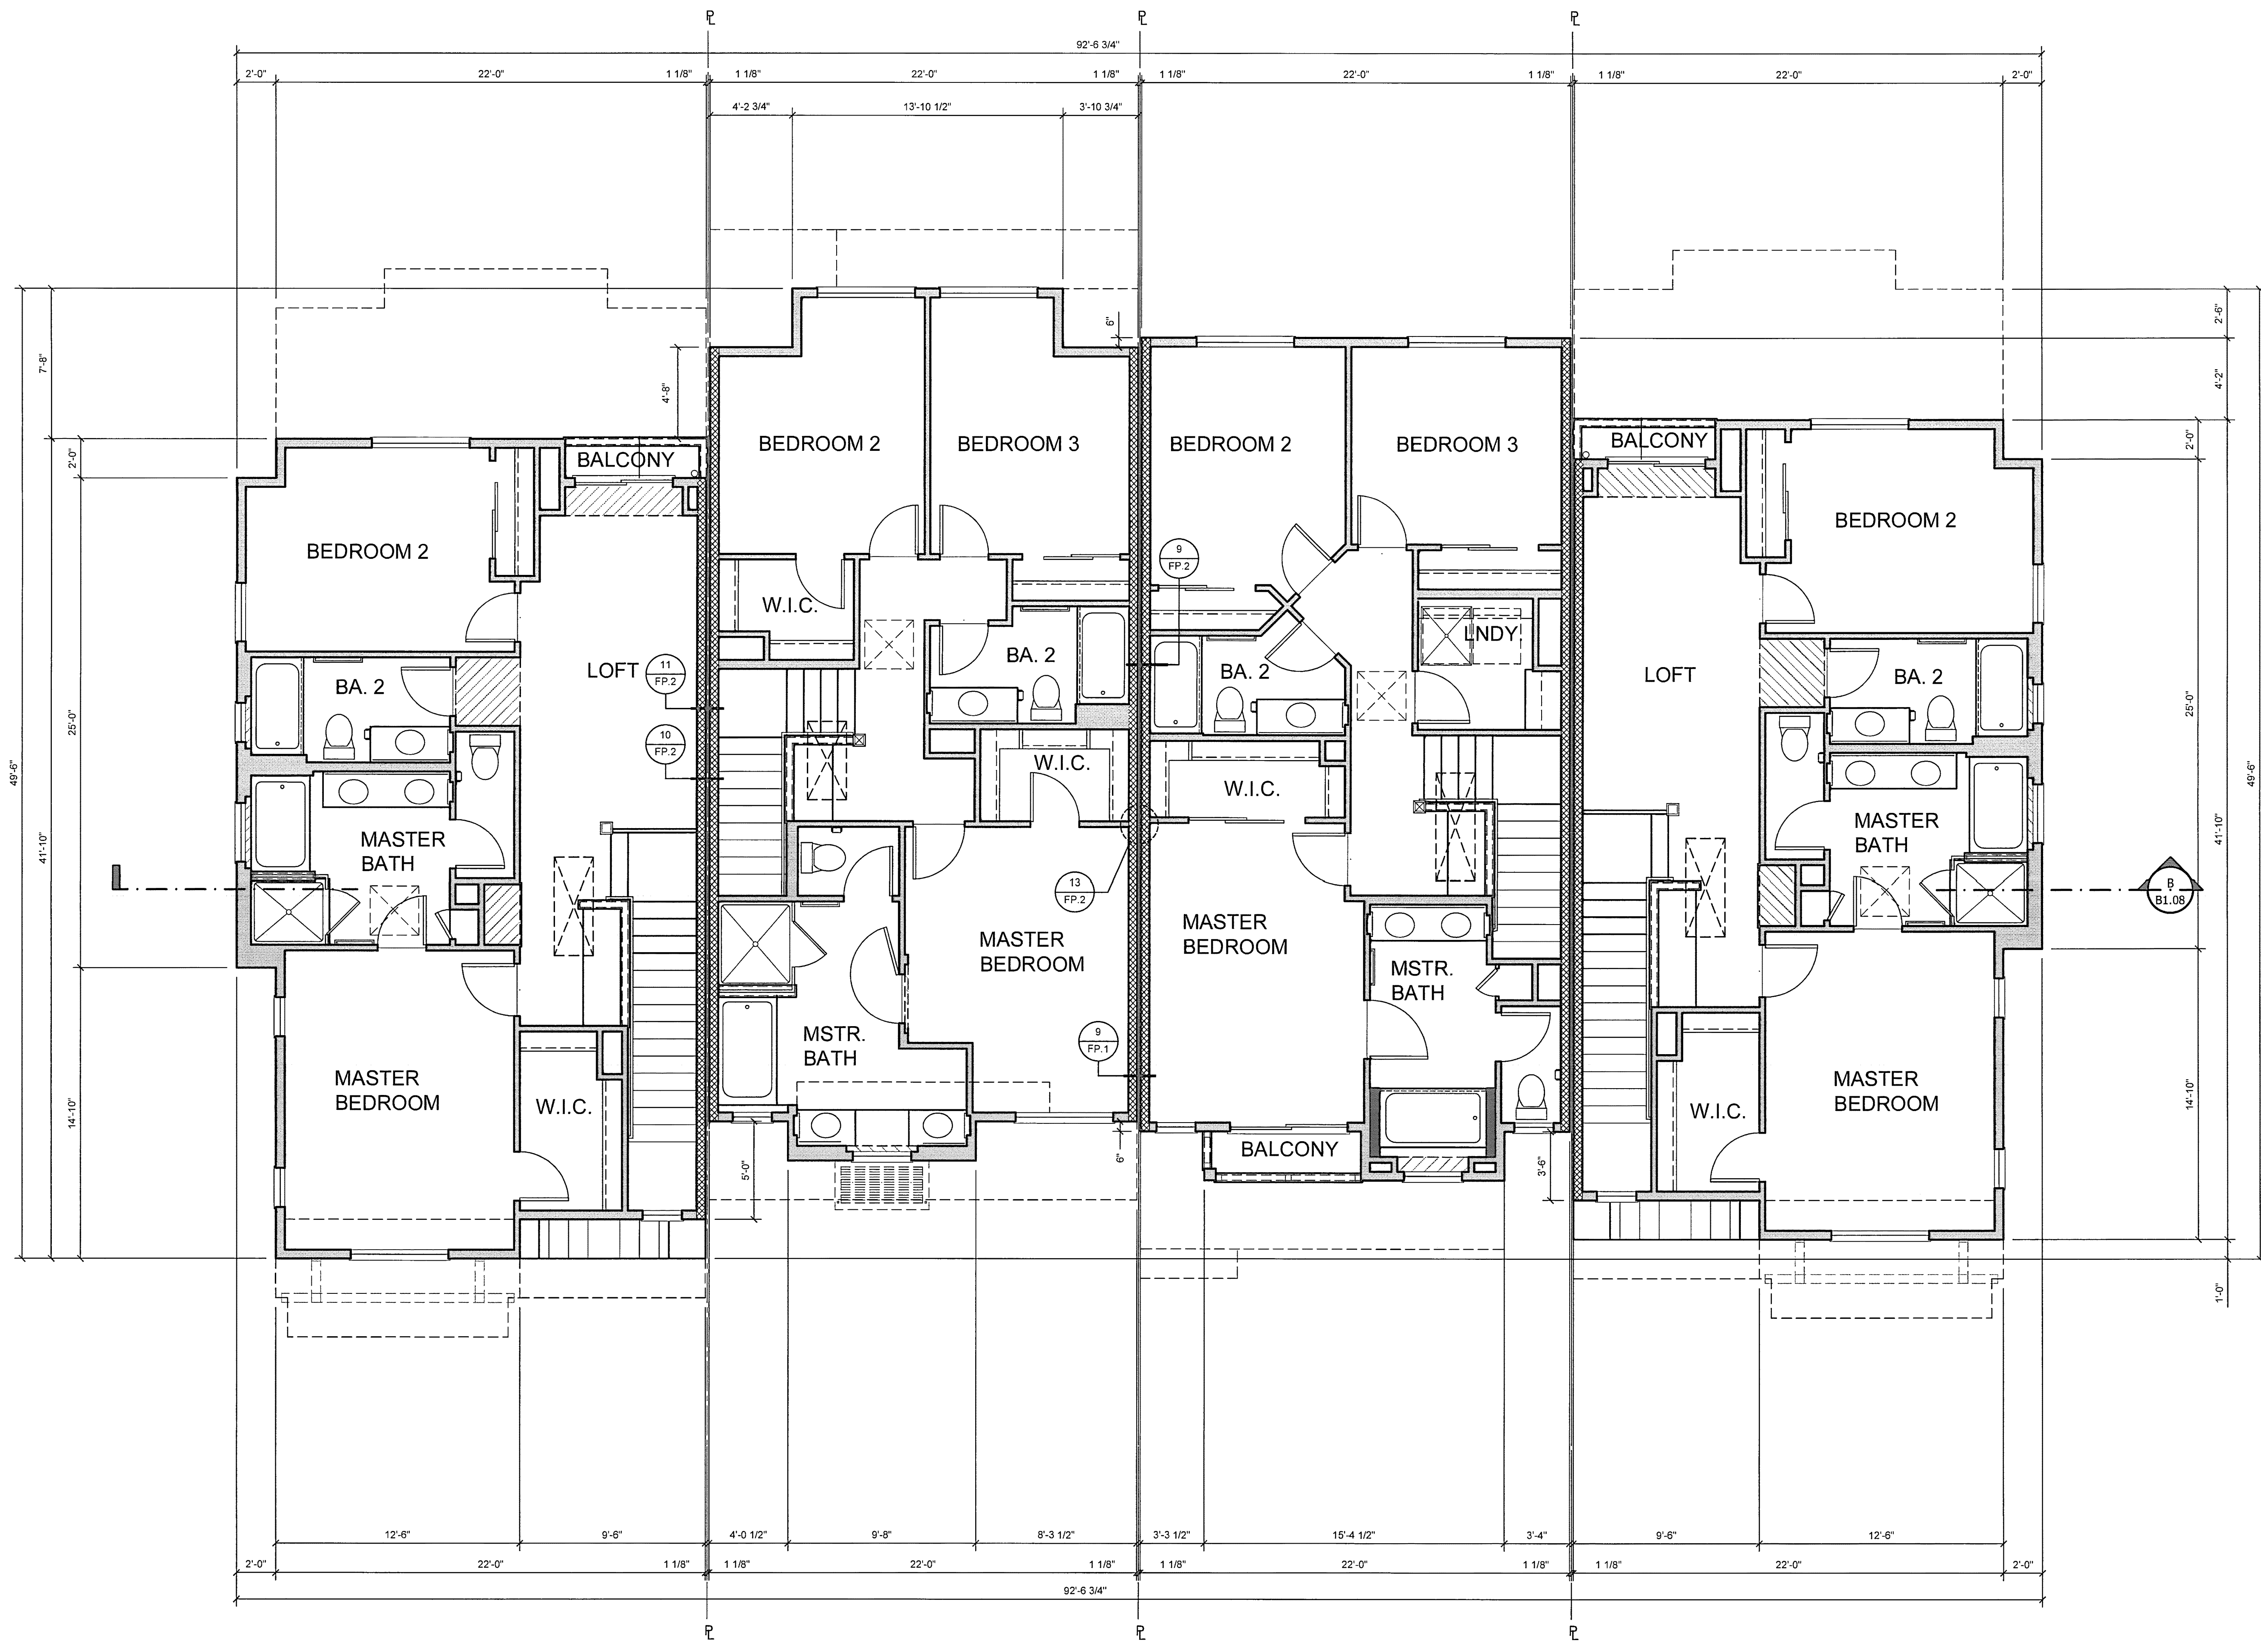 PL PL PL
92'-6 3/4"
2'-0" 22'-0" 1 1/8" 1 1/8" 22'-0" 1 1/8" 1 1/8" 22'-0" 1 1/8" 1 1/8" 22'-0" 2'-0"
4'-2 3/4" 13'-10 1/2" 3'-10 3/4"
6"
2'-6"
7'-8"
4'-8"
4'-2"
2'-0"
2'-0"
BALCONY
BEDROOM 2
BEDROOM 3
BEDROOM 2
BEDROOM 3
BALCONY
BEDROOM 2
BEDROOM 2
9
FP.2
W.I.C.
LNDY
LOFT
11
FP.2
BA. 2
BA. 2
BA. 2
LOFT
BA. 2
25'-0"
25'-0"
10
FP.2
W.I.C.
W.I.C.
49'-6"
49'-6"
41'-10"
41'-10"
MASTER
BATH
MASTER
BATH
13
FP.2
B
B1.08
MASTER
BEDROOM
MASTER
BEDROOM
MSTR.
BATH
MSTR.
BATH
9
FP.1
MASTER
BEDROOM
W.I.C.
W.I.C.
MASTER
BEDROOM
14'-10"
14'-10"
BALCONY
5'-0"
6"
3'-6"
1'-0"
12'-6" 9'-6" 4'-0 1/2" 9'-8" 8'-3 1/2" 3'-3 1/2" 15'-4 1/2" 3'-4" 9'-6" 12'-6"
2'-0" 22'-0" 1 1/8" 1 1/8" 22'-0" 1 1/8" 1 1/8" 22'-0" 1 1/8" 1 1/8" 22'-0" 2'-0"
92'-6 3/4"
PL PL PL